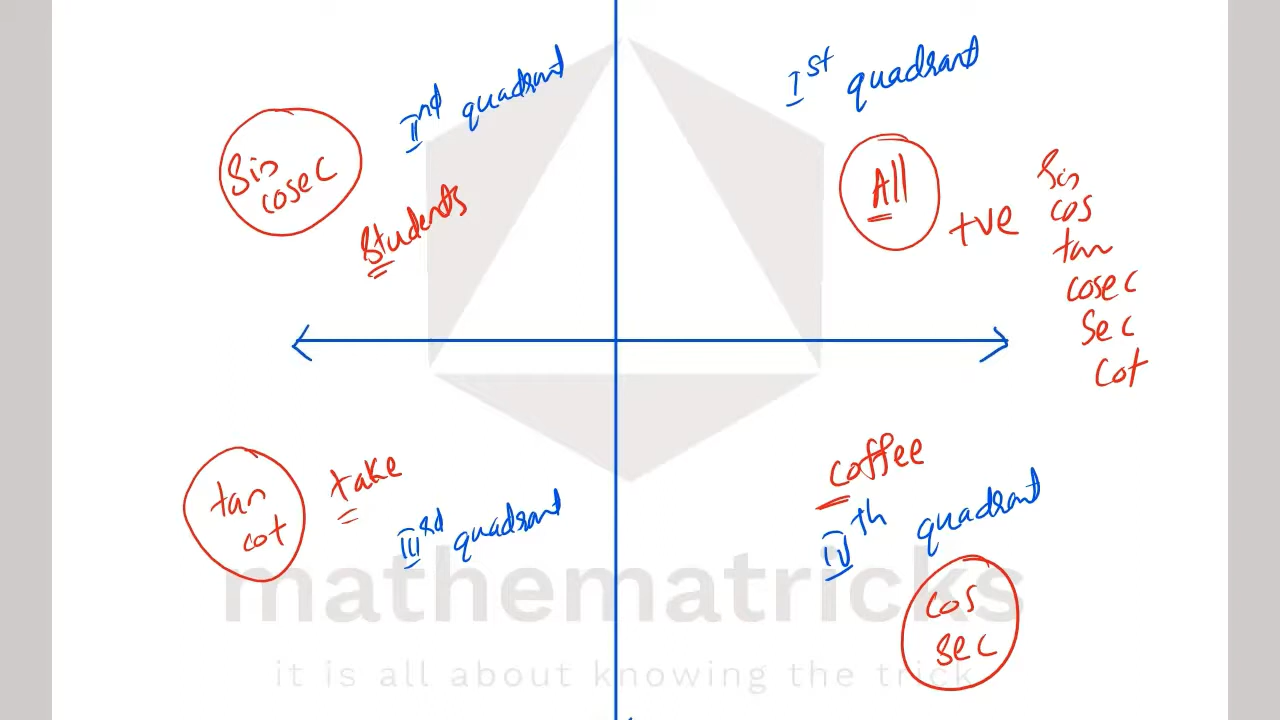 IInd quadrant
Ist quadrant
Sin
cosec
Students
All
+ve
Sin
cos
tan
cosec
Sec
Cot
tan
cot
take
IIIrd quadrant
Coffee
IVth quadrant
cos
sec
mathematricks
it is all about knowing the trick